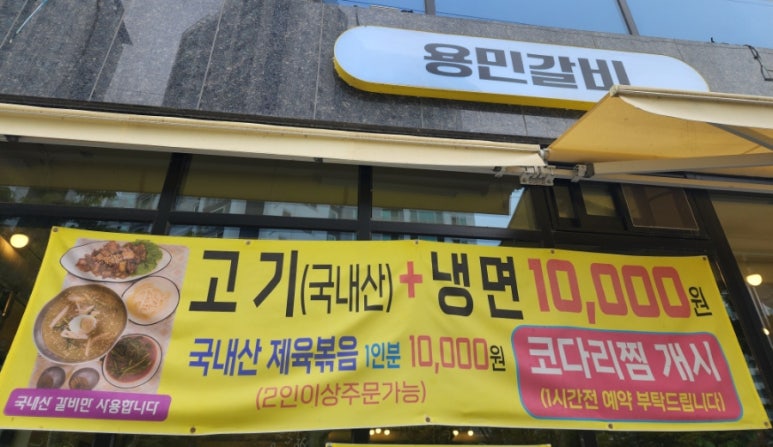 용민갈비
고기(국내산)+냉면 10,000원
국내산 제육볶음 1인분 10,000원
(2인이상주문가능)
코다리찜 개시
(1시간전 예약 부탁드립니다)
국내산 갈비만 사용합니다